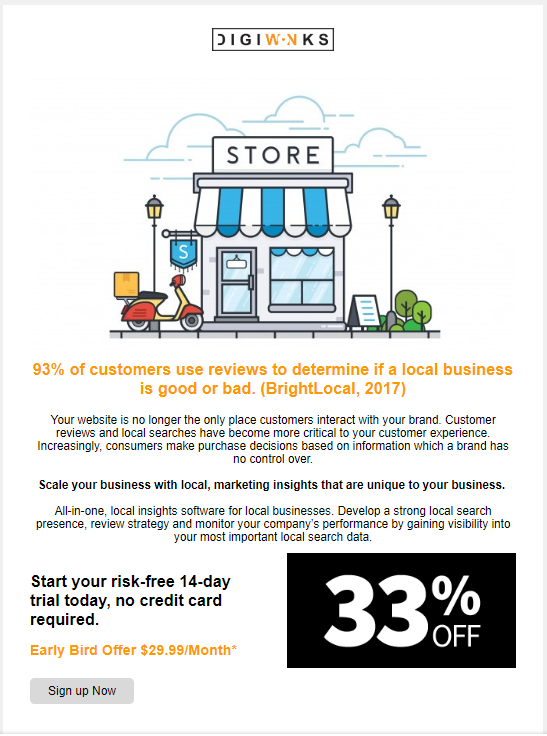 DIGIWONKS
STORE
S
93% of customers use reviews to determine if a local business
is good or bad. (BrightLocal, 2017)
Your website is no longer the only place customers interact with your brand. Customer
reviews and local searches have become more critical to your customer experience.
Increasingly, consumers make purchase decisions based on information which a brand has
no control over.
Scale your business with local, marketing insights that are unique to your business.
All-in-one, local insights software for local businesses. Develop a strong local search
presence, review strategy and monitor your company's performance by gaining visibility into
your most important local search data.
Start your risk-free 14-day
trial today, no credit card
required.
33% OFF
Early Bird Offer $29.99/Month*
Sign up Now